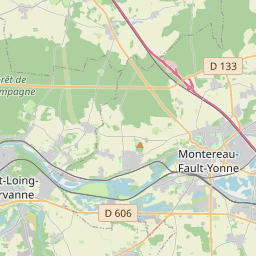 D 133
rêt de
mpagne
Montereau-
Fault-Yonne
t-Loing-
rvanne
D 606